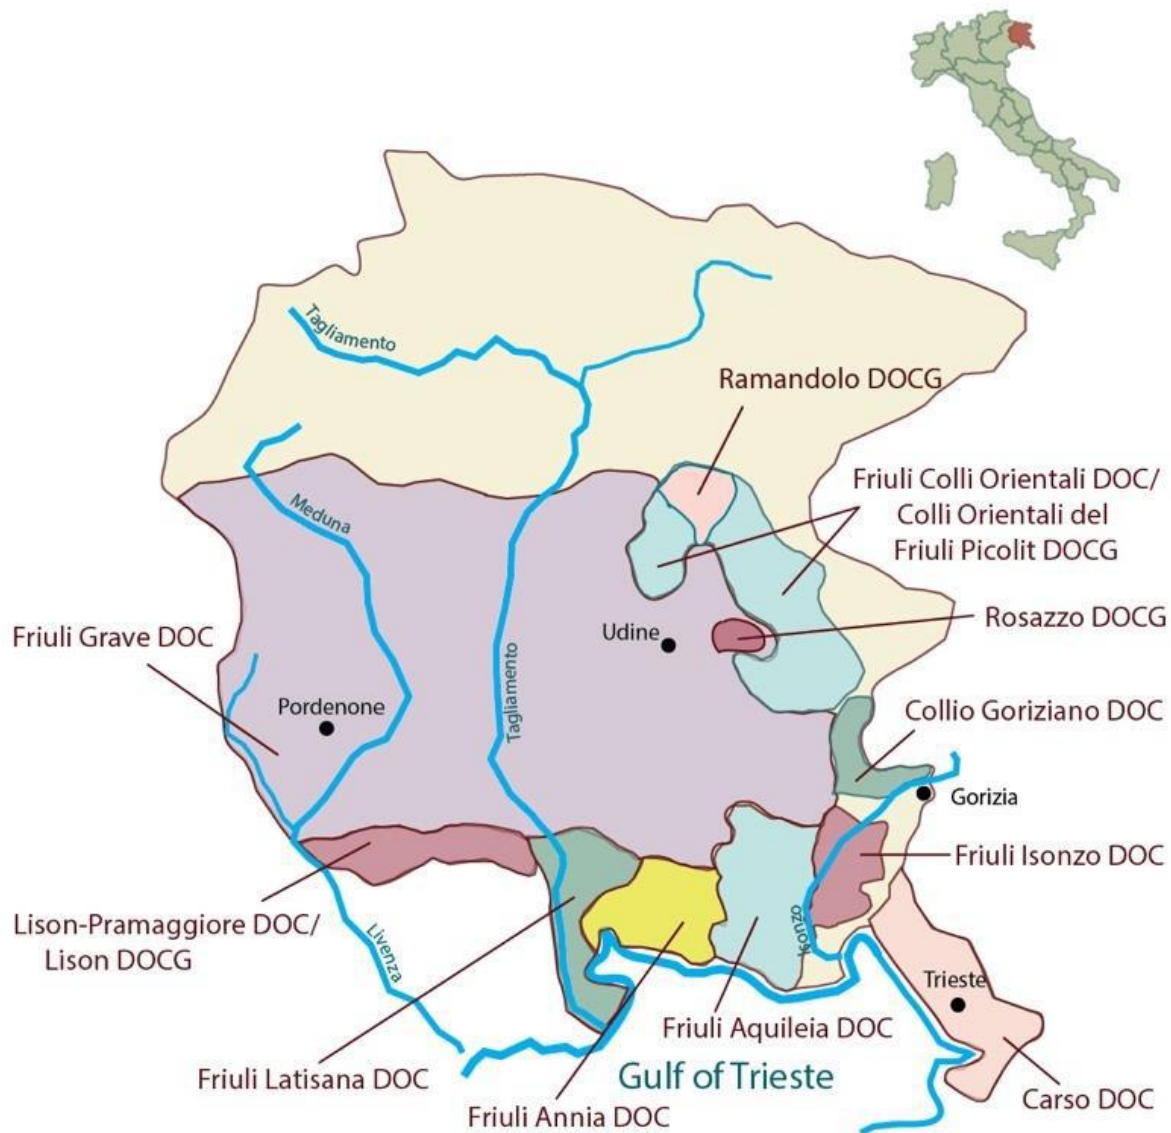 Tagliamento
Ramandolo DOCG
Meduna
Friuli Colli Orientali DOC/
Colli Orientali del
Friuli Picolit DOCG
Rosazzo DOCG
Udine
Friuli Grave DOC
Tagliamento
Pordenone
Collio Goriziano DOC
Gorizia
Friuli Isonzo DOC
Lison-Pramaggiore DOC/
Lison DOCG
Livenza
Isonzo
Trieste
Friuli Aquileia DOC
Friuli Latisana DOC
Gulf of Trieste
Friuli Annia DOC
Carso DOC